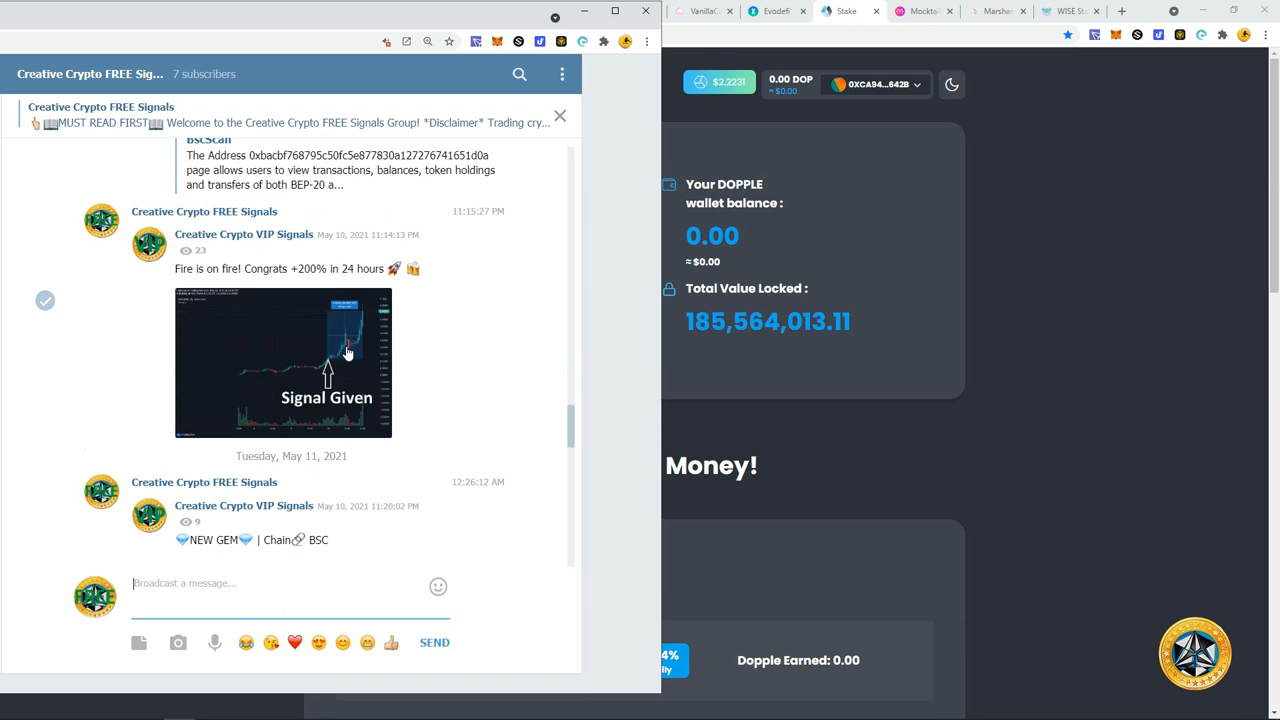 VanillaCa
Evodefi
Stake
Mocktai
Marshan
WISE Sta
Creative Crypto FREE Sig... 7 subscribers
Creative Crypto FREE Signals
MUST READ FIRST Welcome to the Creative Crypto FREE Signals Group! *Disclaimer* Trading cry...
BscScan
The Address 0xbacbf768795c50fc5e877830a127276741651d0a
page allows users to view transactions, balances, token holdings
and transfers of both BEP-20 a...
Creative Crypto FREE Signals 11:15:27 PM
Creative Crypto VIP Signals May 10, 2021 11:14:13 PM
23
Fire is on fire! Congrats +200% in 24 hours 🚀 🍻
Signal Given
Tuesday, May 11, 2021
Creative Crypto FREE Signals 12:26:12 AM
Creative Crypto VIP Signals May 10, 2021 11:20:02 PM
9
💎NEW GEM💎 | Chain🔗 BSC
Broadcast a message...
SEND
$2.2231
0.00 DOP
≈ $0.00
0XCA94...642B
Your DOPPLE
wallet balance :
0.00
≈ $0.00
Total Value Locked :
185,564,013.11
Money!
4%
ily
Dopple Earned: 0.00